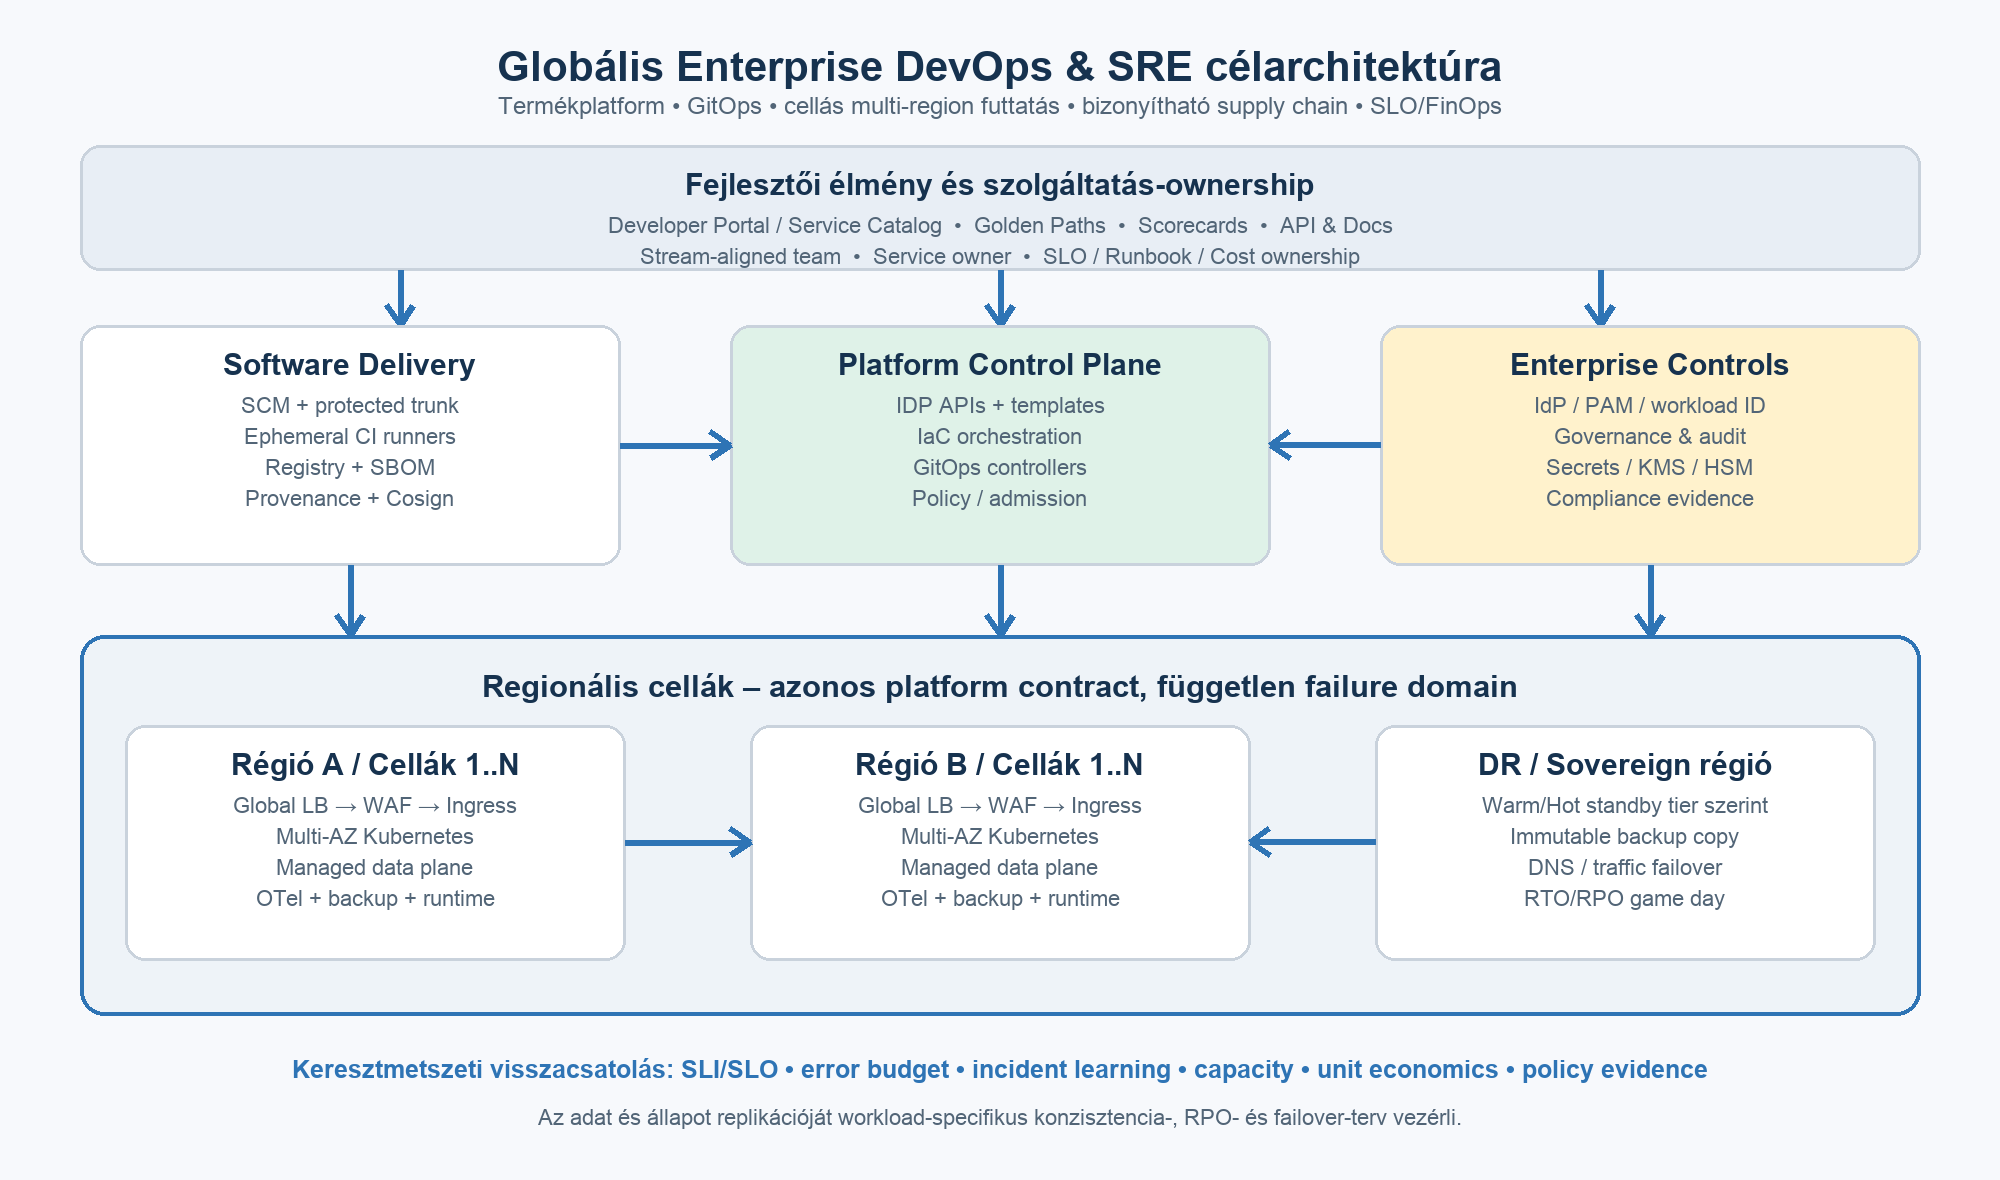 Globális Enterprise DevOps & SRE célarchitektúra
Termékplatform • GitOps • cellás multi-region futtatás • bizonyítható supply chain • SLO/FinOps
Fejlesztői élmény és szolgáltatás-ownership
Developer Portal / Service Catalog • Golden Paths • Scorecards • API & Docs
Stream-aligned team • Service owner • SLO / Runbook / Cost ownership
Software Delivery
SCM + protected trunk
Ephemeral CI runners
Registry + SBOM
Provenance + Cosign
Platform Control Plane
IDP APIs + templates
IaC orchestration
GitOps controllers
Policy / admission
Enterprise Controls
IdP / PAM / workload ID
Governance & audit
Secrets / KMS / HSM
Compliance evidence
Regionális cellák – azonos platform contract, független failure domain
Régió A / Cellák 1..N
Global LB → WAF → Ingress
Multi-AZ Kubernetes
Managed data plane
OTel + backup + runtime
Régió B / Cellák 1..N
Global LB → WAF → Ingress
Multi-AZ Kubernetes
Managed data plane
OTel + backup + runtime
DR / Sovereign régió
Warm/Hot standby tier szerint
Immutable backup copy
DNS / traffic failover
RTO/RPO game day
Keresztmetszeti visszacsatolás: SLI/SLO • error budget • incident learning • capacity • unit economics • policy evidence
Az adat és állapot replikációját workload-specifikus konzisztencia-, RPO- és failover-terv vezérli.